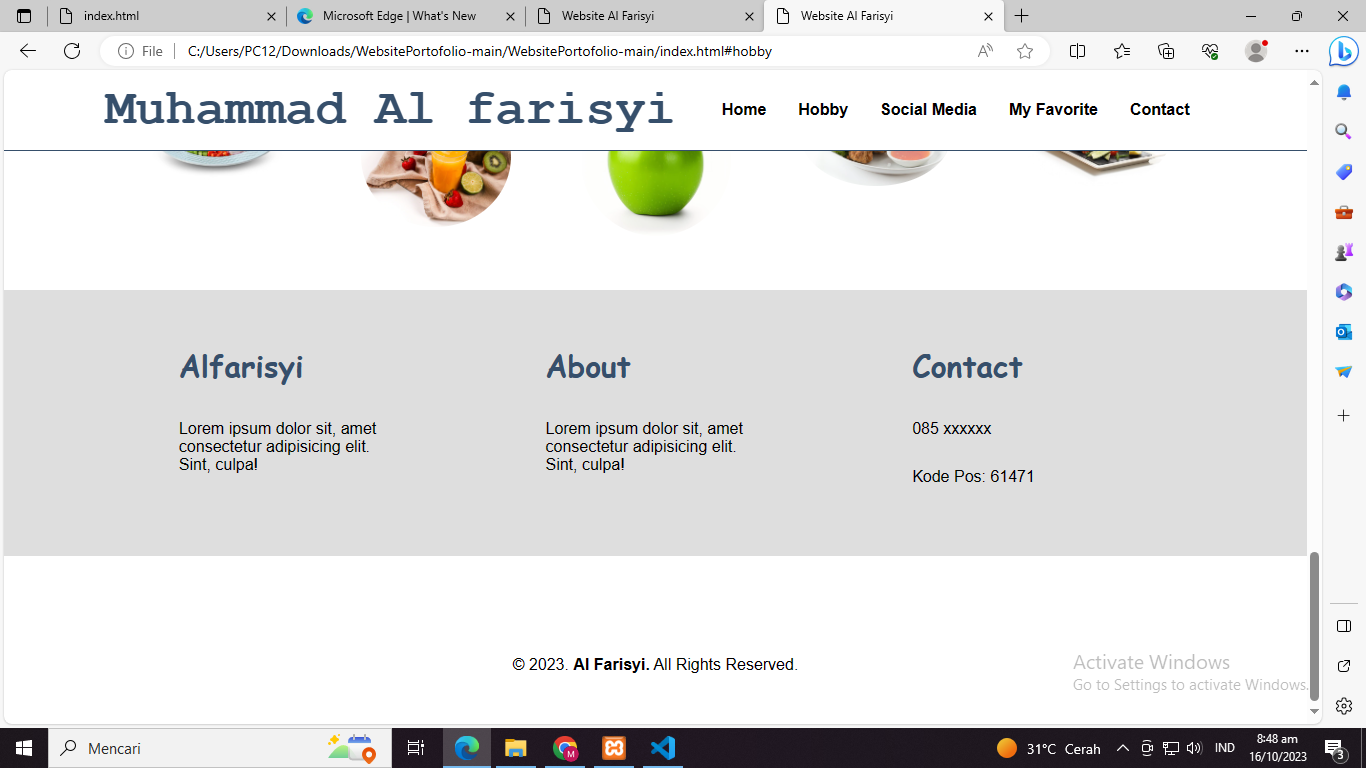 index.html
Microsoft Edge | What's New
Website Al Farisyi
Website Al Farisyi
File
C:/Users/PC12/Downloads/WebsitePortofolio-main/WebsitePortofolio-main/index.html#hobby
Muhammad Al farisyi
Home
Hobby
Social Media
My Favorite
Contact
Alfarisyi
Lorem ipsum dolor sit, amet
consectetur adipisicing elit.
Sint, culpa!
About
Lorem ipsum dolor sit, amet
consectetur adipisicing elit.
Sint, culpa!
Contact
085 xxxxxx
Kode Pos: 61471
© 2023. Al Farisyi. All Rights Reserved.
Activate Windows
Go to Settings to activate Windows.
Mencari
M
31°C Cerah
IND
8:48 am
16/10/2023
3